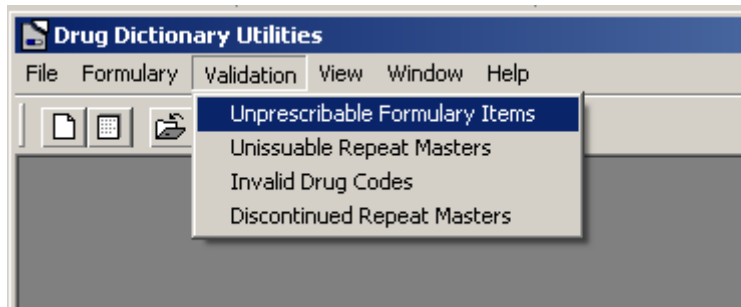 Drug Dictionary Utilities
File Formulary Validation View Window Help
Unprescribable Formulary Items
Unissuable Repeat Masters
Invalid Drug Codes
Discontinued Repeat Masters